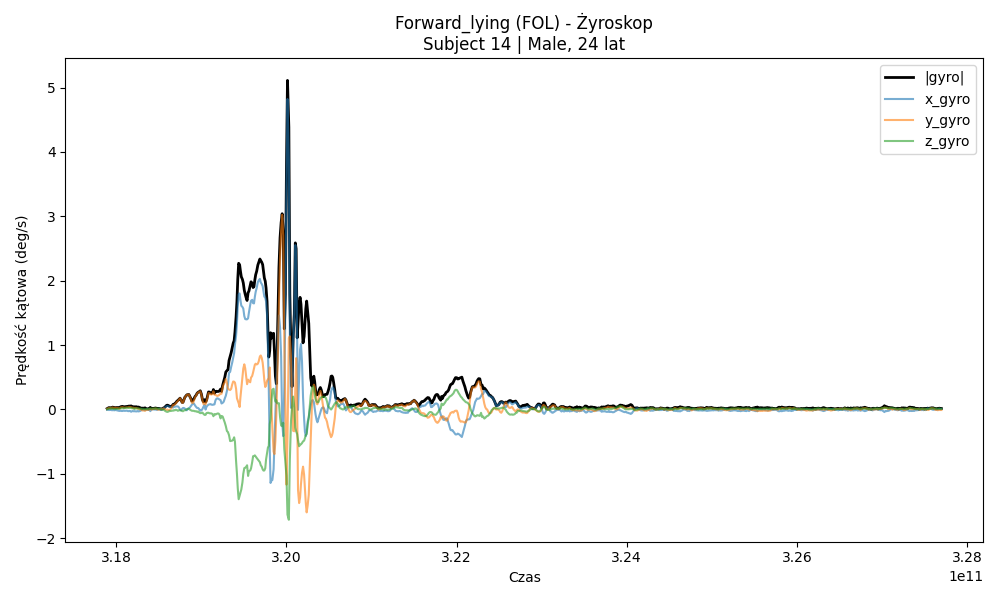 Forward_lying (FOL) - Żyroskop
Subject 14 | Male, 24 lat
|gyro|
x_gyro
y_gyro
z_gyro
Prędkość kątowa (deg/s)
5
4
3
2
1
0
−1
−2
3.18 3.20 3.22 3.24 3.26 3.28
1e11
Czas